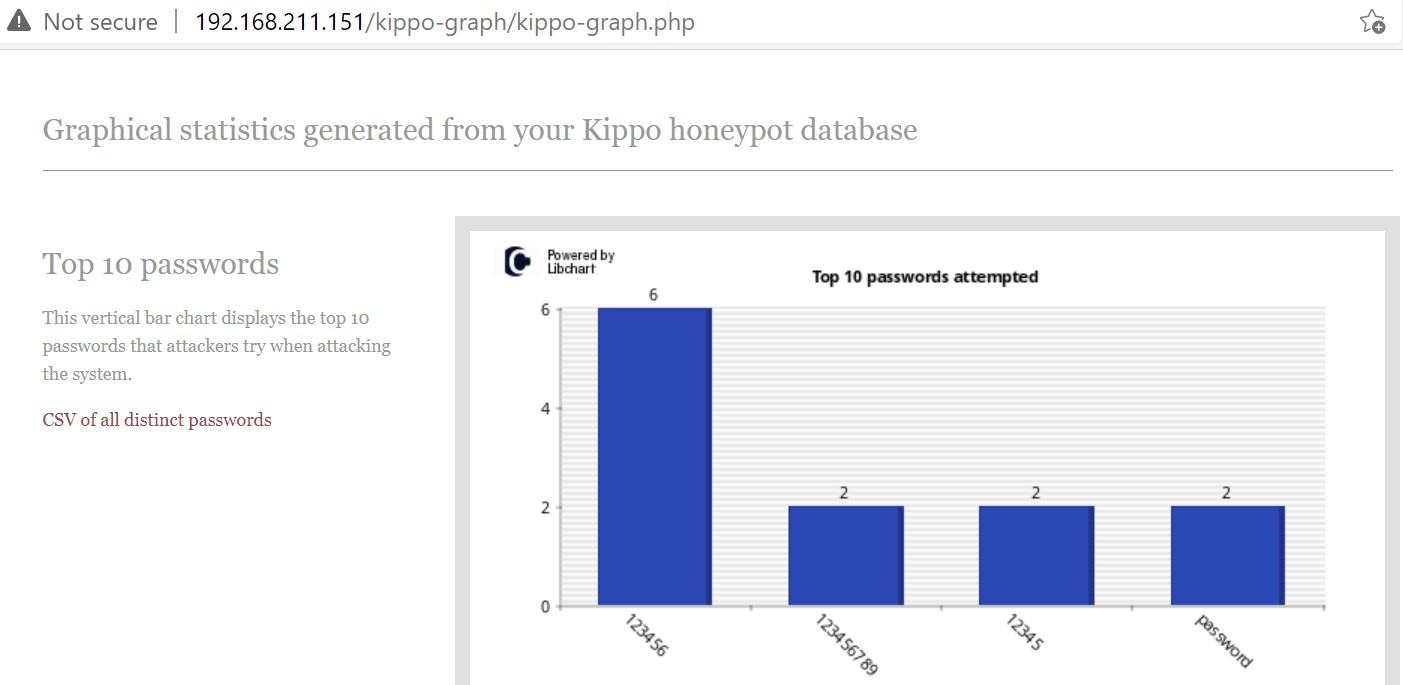 Not secure | 192.168.211.151/kippo-graph/kippo-graph.php
Graphical statistics generated from your Kippo honeypot database
Top 10 passwords
This vertical bar chart displays the top 10
passwords that attackers try when attacking
the system.
CSV of all distinct passwords
Powered by
Libchart
Top 10 passwords attempted
6
6
4
2
2
2
2
0
123456
123456789
12345
password